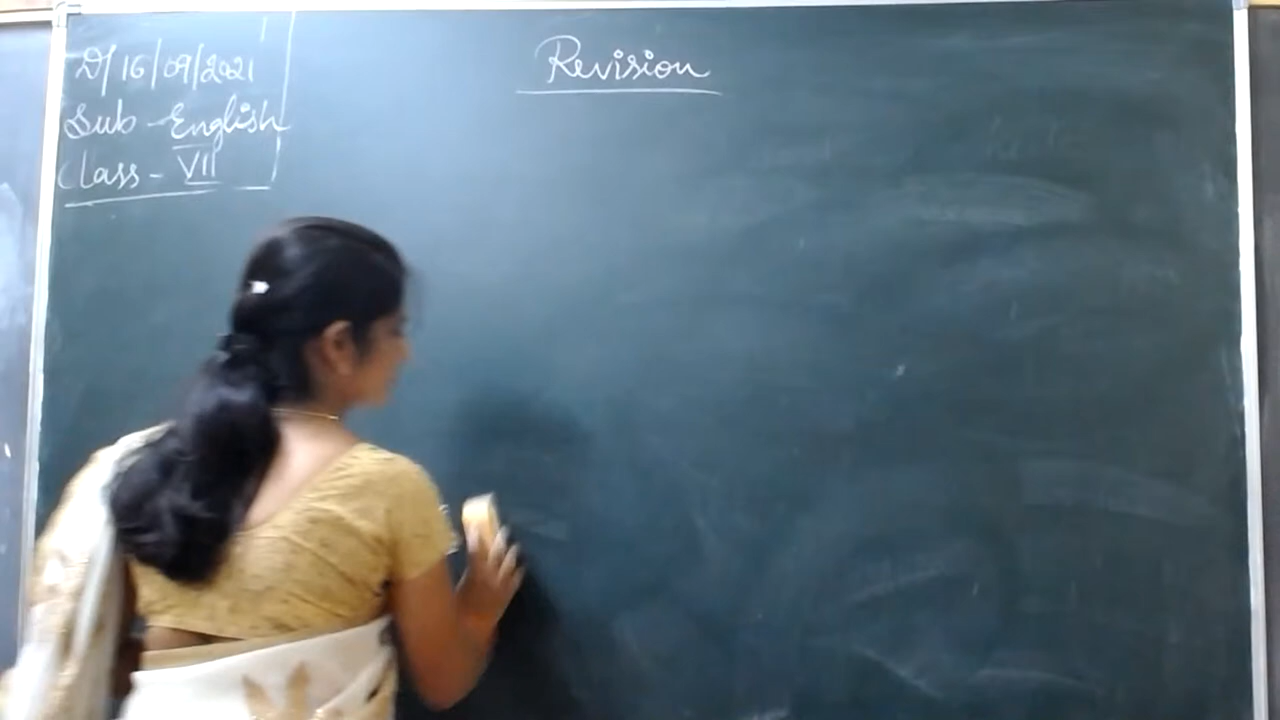 D/ 16/09/2021
Sub - English
Class - VII
Revision